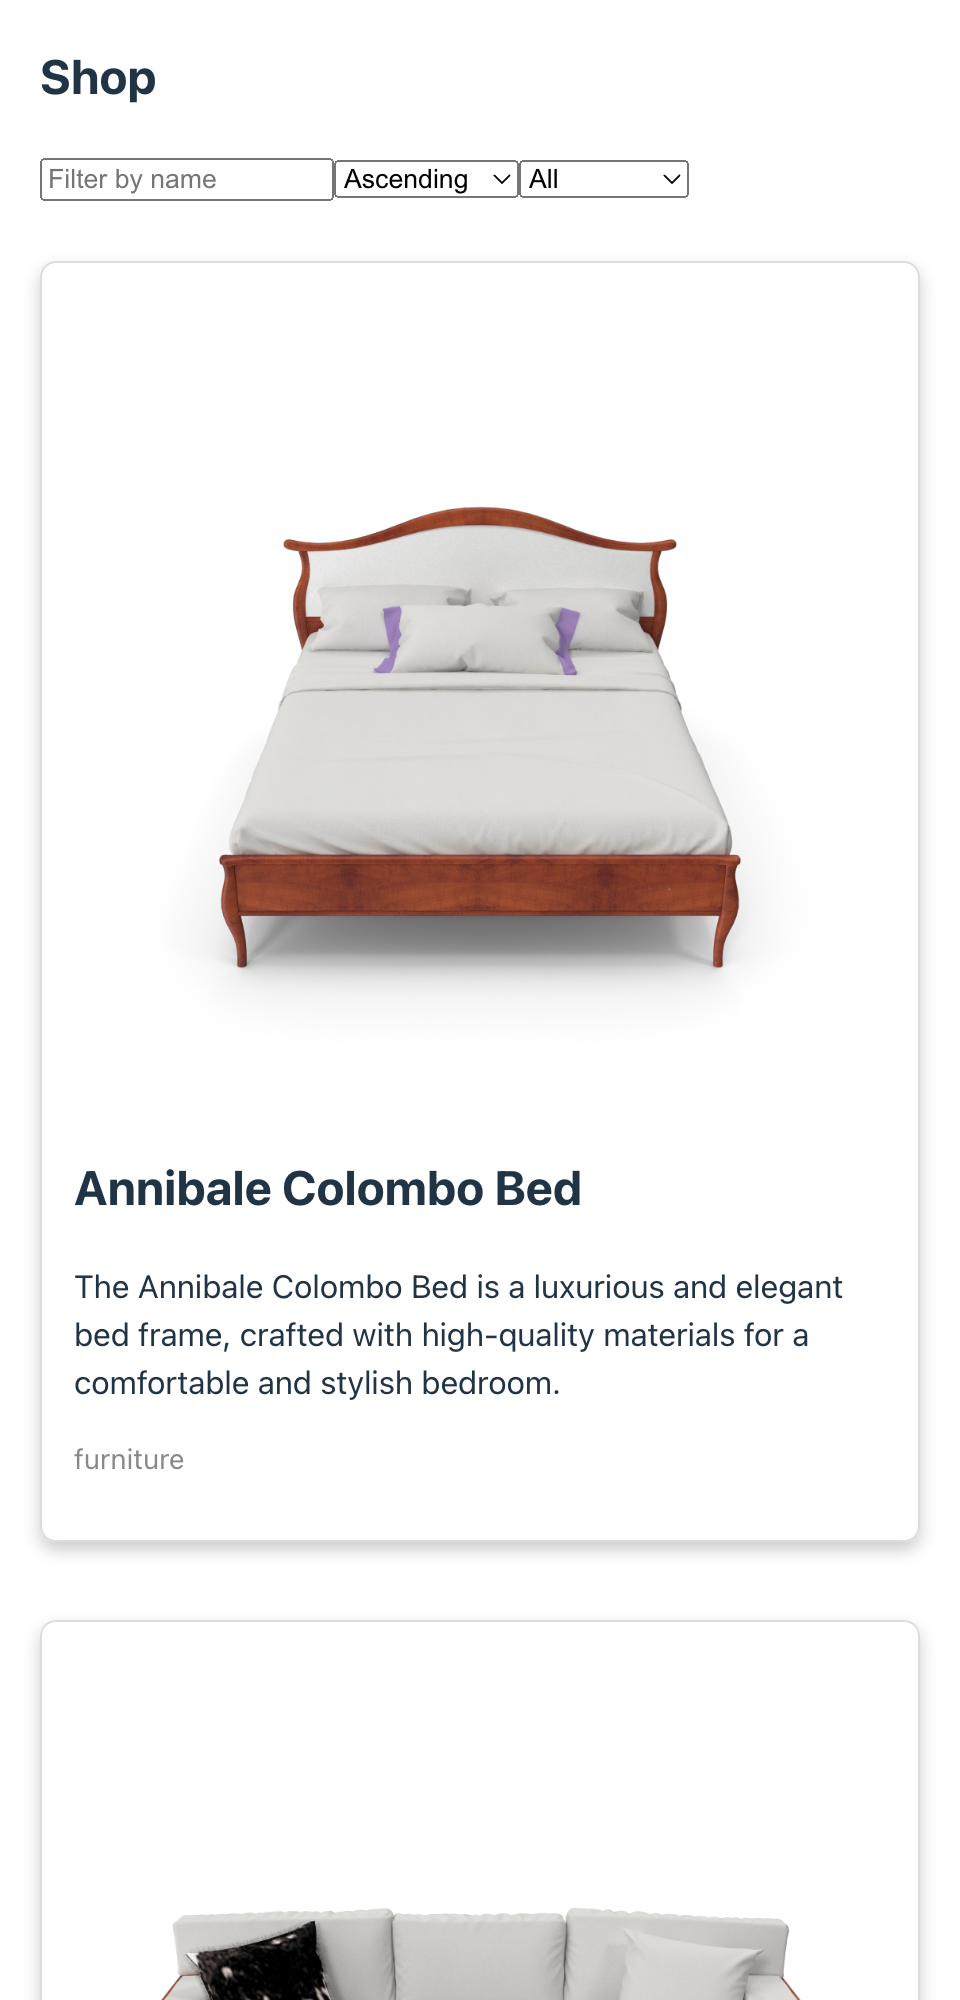 Shop
Filter by name Ascending All
Annibale Colombo Bed
The Annibale Colombo Bed is a luxurious and elegant
bed frame, crafted with high-quality materials for a
comfortable and stylish bedroom.
furniture